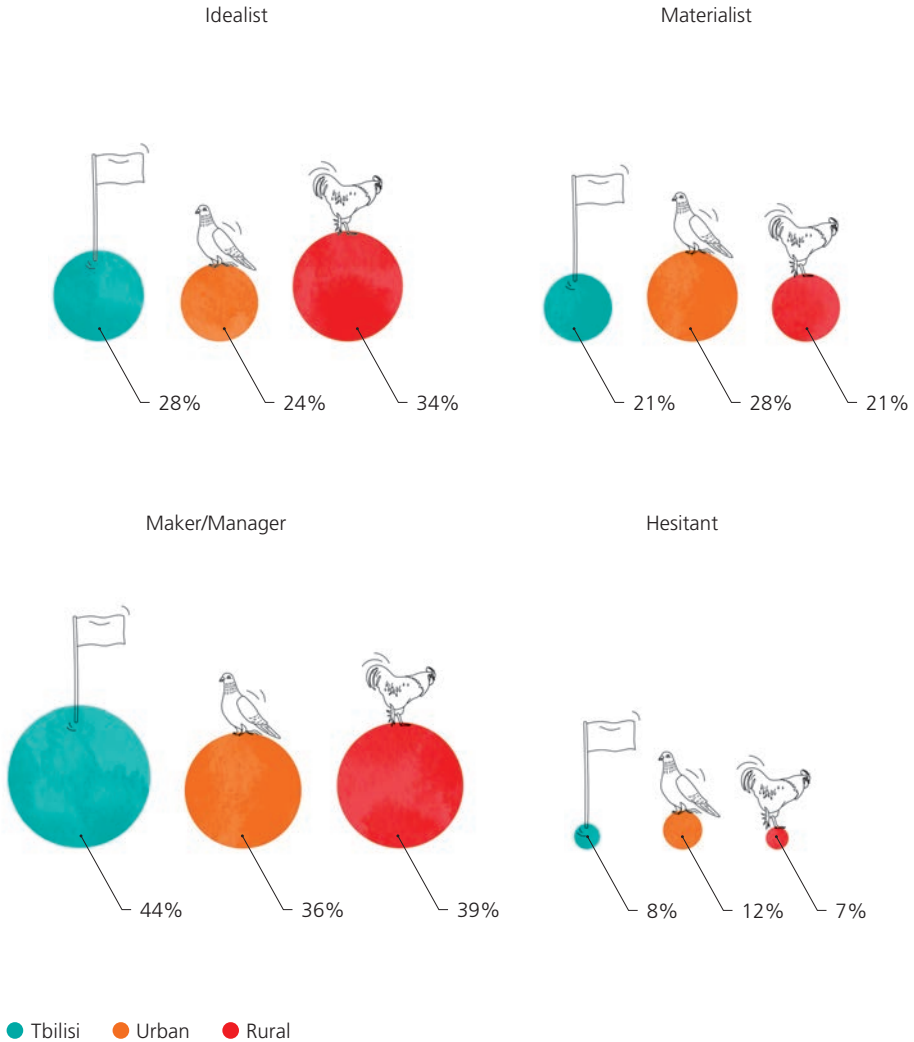 Idealist
Materialist
28%
24%
34%
21%
28%
21%
Maker/Manager
Hesitant
44%
36%
39%
8%
12%
7%
Tbilisi
Urban
Rural